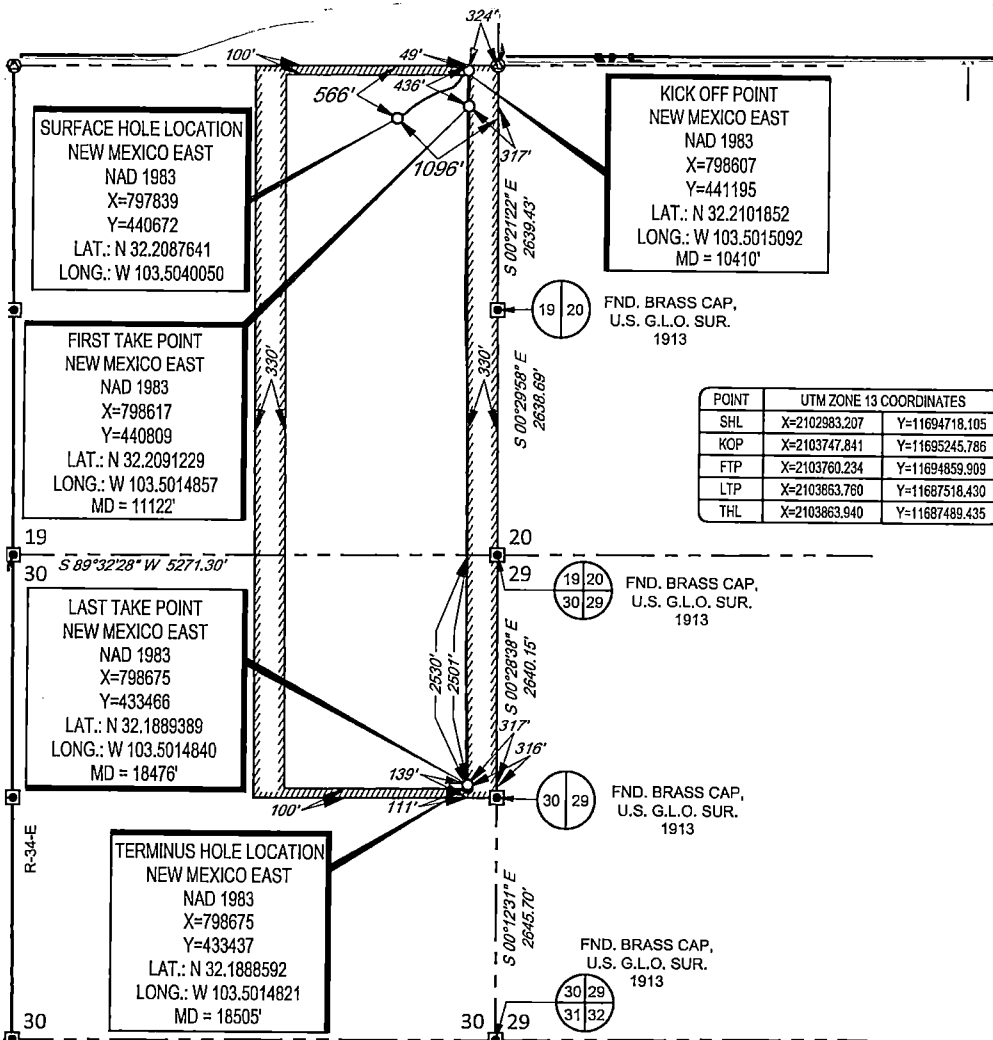 324'
100'
49'
566'
436'
1096'
317'
SURFACE HOLE LOCATION
NEW MEXICO EAST
NAD 1983
X=797839
Y=440672
LAT.: N 32.2087641
LONG.: W 103.5040050
KICK OFF POINT
NEW MEXICO EAST
NAD 1983
X=798607
Y=441195
LAT.: N 32.2101852
LONG.: W 103.5015092
MD = 10410'
S 00°21'22" E
2639.43'
19 20
FND. BRASS CAP,
U.S. G.L.O. SUR.
1913
FIRST TAKE POINT
NEW MEXICO EAST
NAD 1983
X=798617
Y=440809
LAT.: N 32.2091229
LONG.: W 103.5014857
MD = 11122'
330'
330'
S 00°29'58" E
2638.69'
POINT UTM ZONE 13 COORDINATES
SHL X=2102983.207 Y=11694718.105
KOP X=2103747.841 Y=11695245.786
FTP X=2103760.234 Y=11694859.909
LTP X=2103863.760 Y=11687518.430
THL X=2103863.940 Y=11687489.435
19
30
S 89°32'28" W 5271.30'
20
29
19 20
30 29
FND. BRASS CAP,
U.S. G.L.O. SUR.
1913
LAST TAKE POINT
NEW MEXICO EAST
NAD 1983
X=798675
Y=433466
LAT.: N 32.1889389
LONG.: W 103.5014840
MD = 18476'
2530'
2501'
S 00°28'38" E
2640.15'
317'
316'
139'
111'
100'
30 29
FND. BRASS CAP,
U.S. G.L.O. SUR.
1913
R-34-E
TERMINUS HOLE LOCATION
NEW MEXICO EAST
NAD 1983
X=798675
Y=433437
LAT.: N 32.1888592
LONG.: W 103.5014821
MD = 18505'
S 00°12'31" E
2645.70'
FND. BRASS CAP,
U.S. G.L.O. SUR.
1913
30 29
31 32
30
30 29